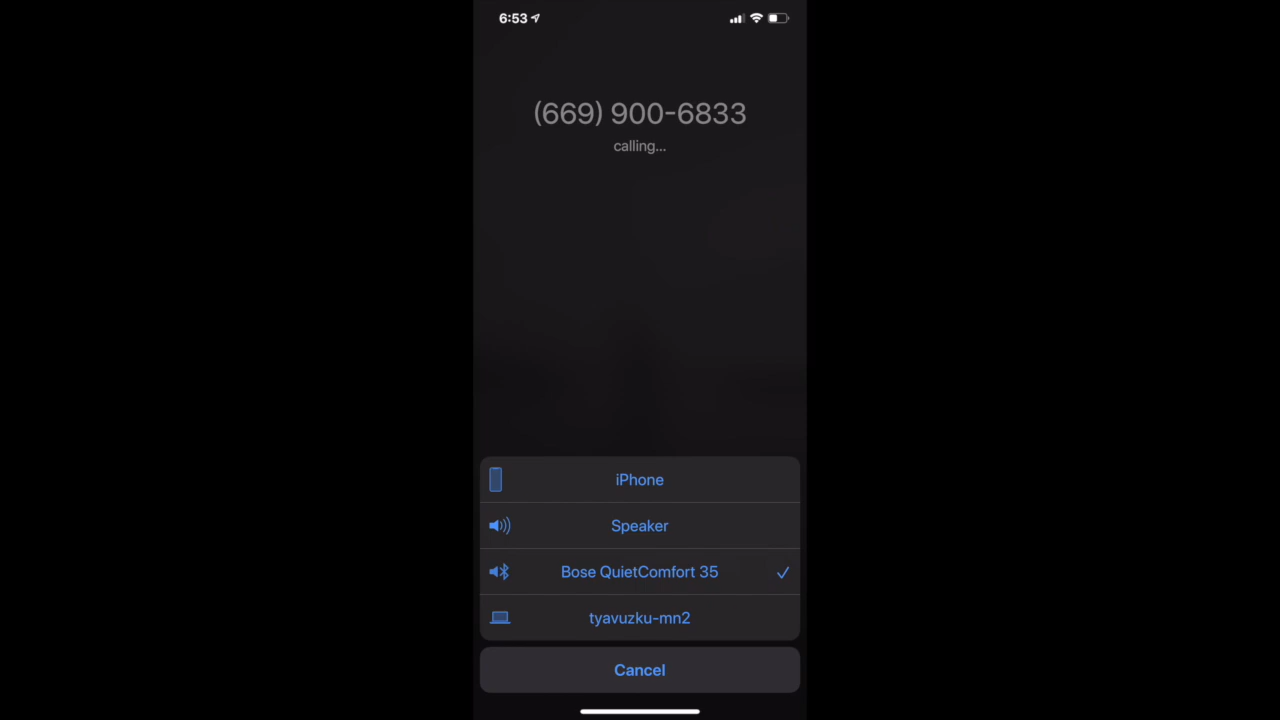 6:53
(669) 900-6833
calling...
iPhone
Speaker
Bose QuietComfort 35
tyavuzku-mn2
Cancel